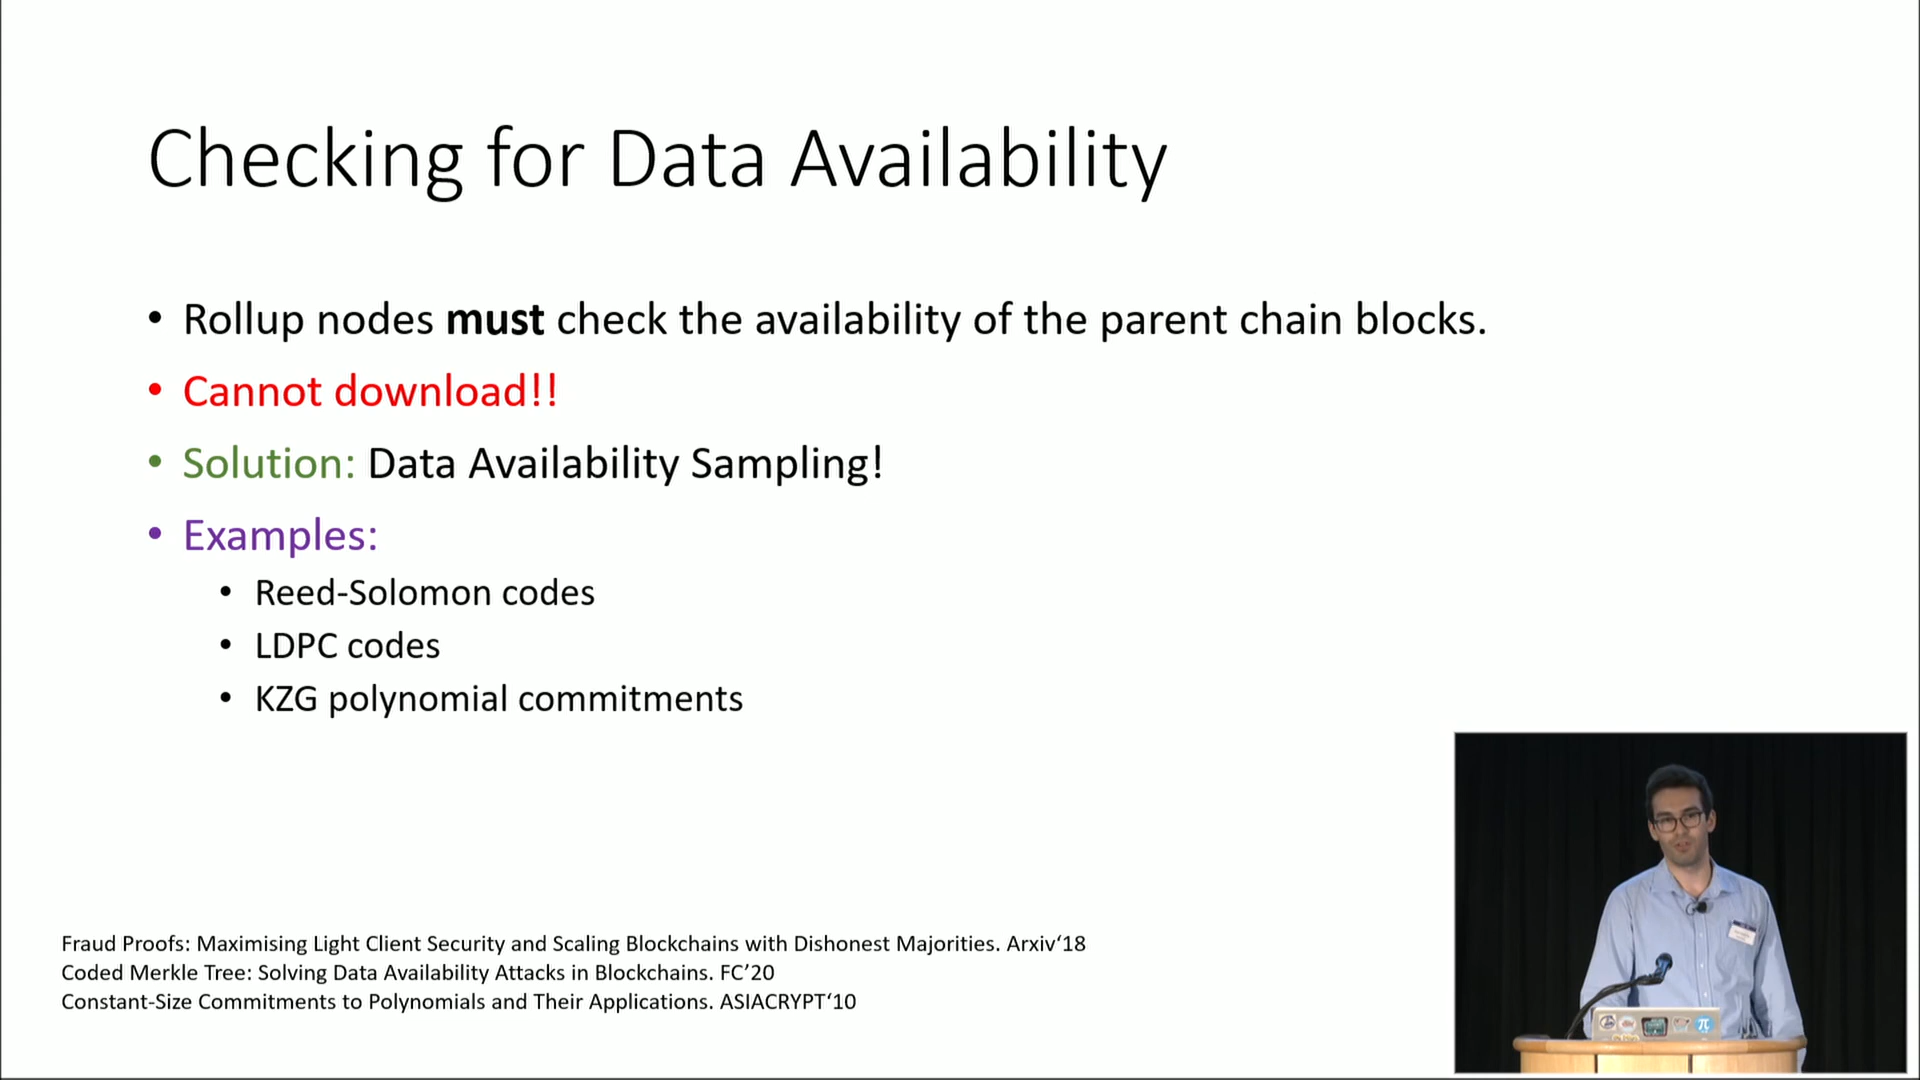 Checking for Data Availability
• Rollup nodes must check the availability of the parent chain blocks.
• Cannot download!!
• Solution: Data Availability Sampling!
• Examples:
• Reed-Solomon codes
• LDPC codes
• KZG polynomial commitments
Fraud Proofs: Maximising Light Client Security and Scaling Blockchains with Dishonest Majorities. Arxiv‘18
Coded Merkle Tree: Solving Data Availability Attacks in Blockchains. FC’20
Constant-Size Commitments to Polynomials and Their Applications. ASIACRYPT‘10
π